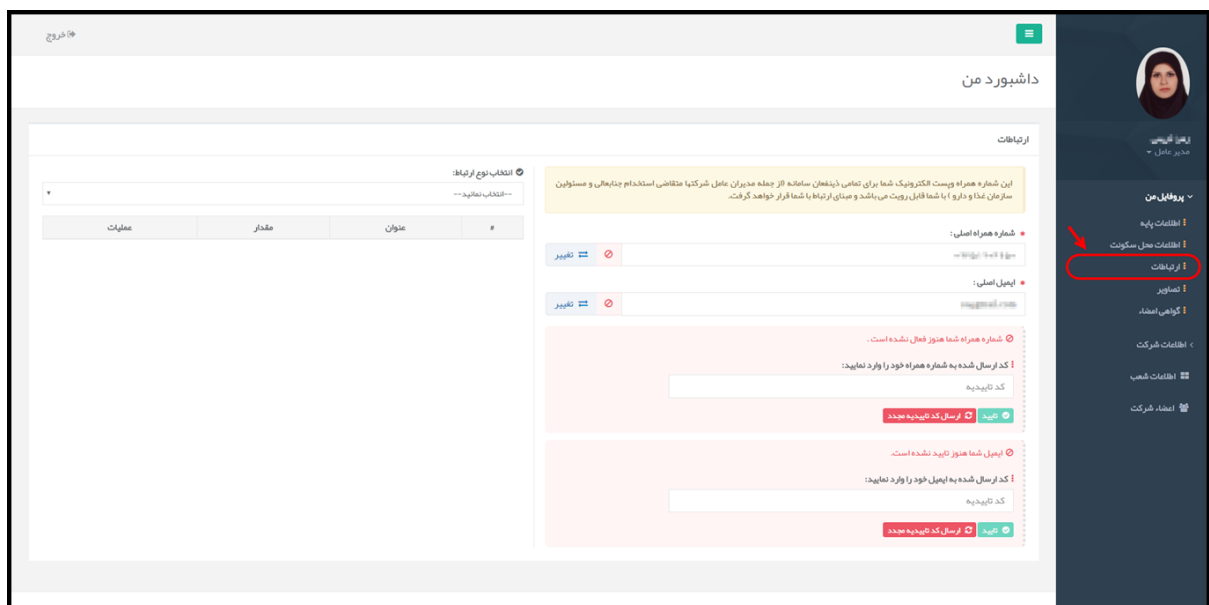 خروج
داشبورد من
مدیر عامل
پروفایل من
اطلاعات پایه
اطلاعات محل سکونت
ارتباطات
تصاویر
گواهی امضاء
اطلاعات شرکت
اطلاعات شعب
اعضاء شرکت
ارتباطات
این شماره همراه وپست الکترونیک شما برای تمامی ذینفعان سامانه (از جمله مدیران عامل شرکتها متقاضی استخدام جنابعالی و مسئولین
سازمان غذا و دارو ) با شما قابل رویت می باشد و مبنای ارتباط با شما قرار خواهد گرفت.
* شماره همراه اصلی :
تغییر
* ایمیل اصلی :
تغییر
شماره همراه شما هنوز فعال نشده است .
کد ارسال شده به شماره همراه خود را وارد نمایید:
کد تاییدیه
تایید ارسال کد تاییدیه مجدد
ایمیل شما هنوز تایید نشده است.
کد ارسال شده به ایمیل خود را وارد نمایید:
کد تاییدیه
تایید ارسال کد تاییدیه مجدد
انتخاب نوع ارتباط:
--انتخاب نمائید--
# عنوان مقدار عملیات